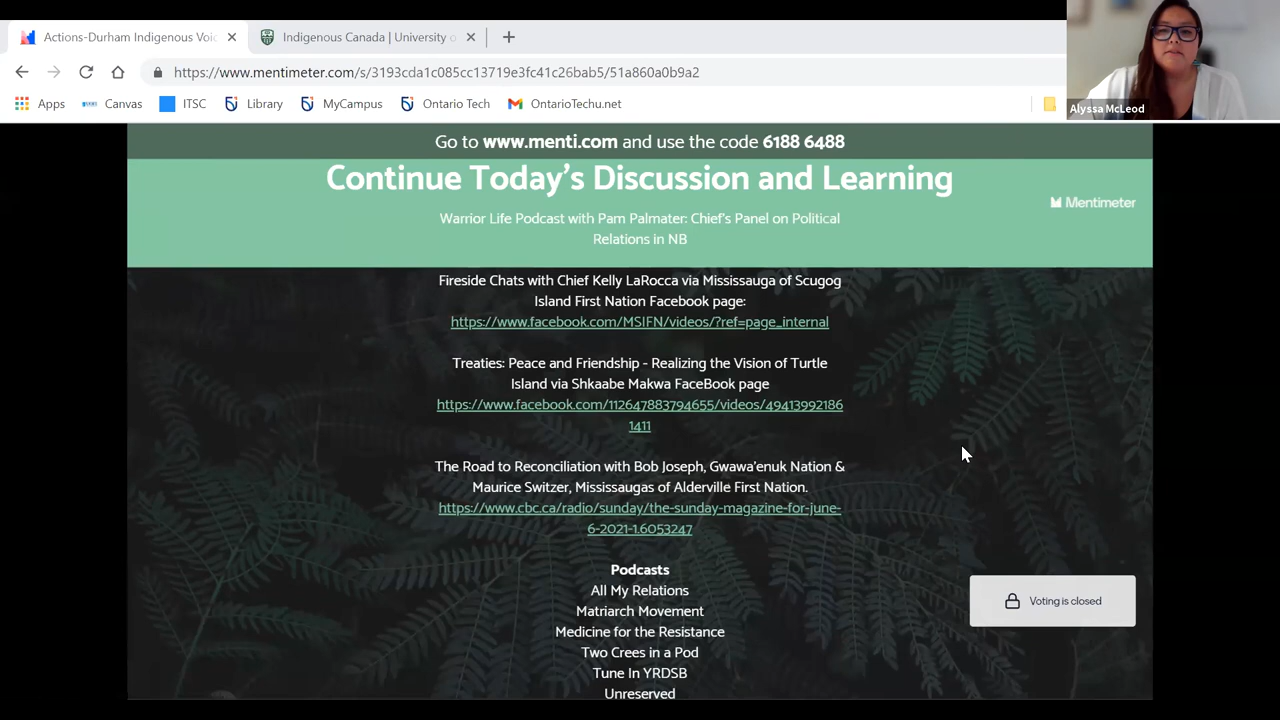 Actions-Durham Indigenous Voic
Indigenous Canada | University o
https://www.mentimeter.com/s/3193cda1c085cc13719e3fc41c26bab5/51a860a0b9a2
Apps
Canvas
ITSC
Library
MyCampus
Ontario Tech
OntarioTechu.net
Alyssa McLeod
Go to www.menti.com and use the code 6188 6488
Continue Today's Discussion and Learning
Mentimeter
Warrior Life Podcast with Pam Palmater: Chief's Panel on Political
Relations in NB
Fireside Chats with Chief Kelly LaRocca via Mississauga of Scugog
Island First Nation Facebook page:
https://www.facebook.com/MSIFN/videos/?ref=page_internal
Treaties: Peace and Friendship - Realizing the Vision of Turtle
Island via Shkaabe Makwa FaceBook page
https://www.facebook.com/112647883794655/videos/49413992186
1411
The Road to Reconciliation with Bob Joseph, Gwawa'enuk Nation &
Maurice Switzer, Mississaugas of Alderville First Nation.
https://www.cbc.ca/radio/sunday/the-sunday-magazine-for-june-
6-2021-1.6053247
Podcasts
All My Relations
Matriarch Movement
Medicine for the Resistance
Two Crees in a Pod
Tune In YRDSB
Unreserved
Voting is closed